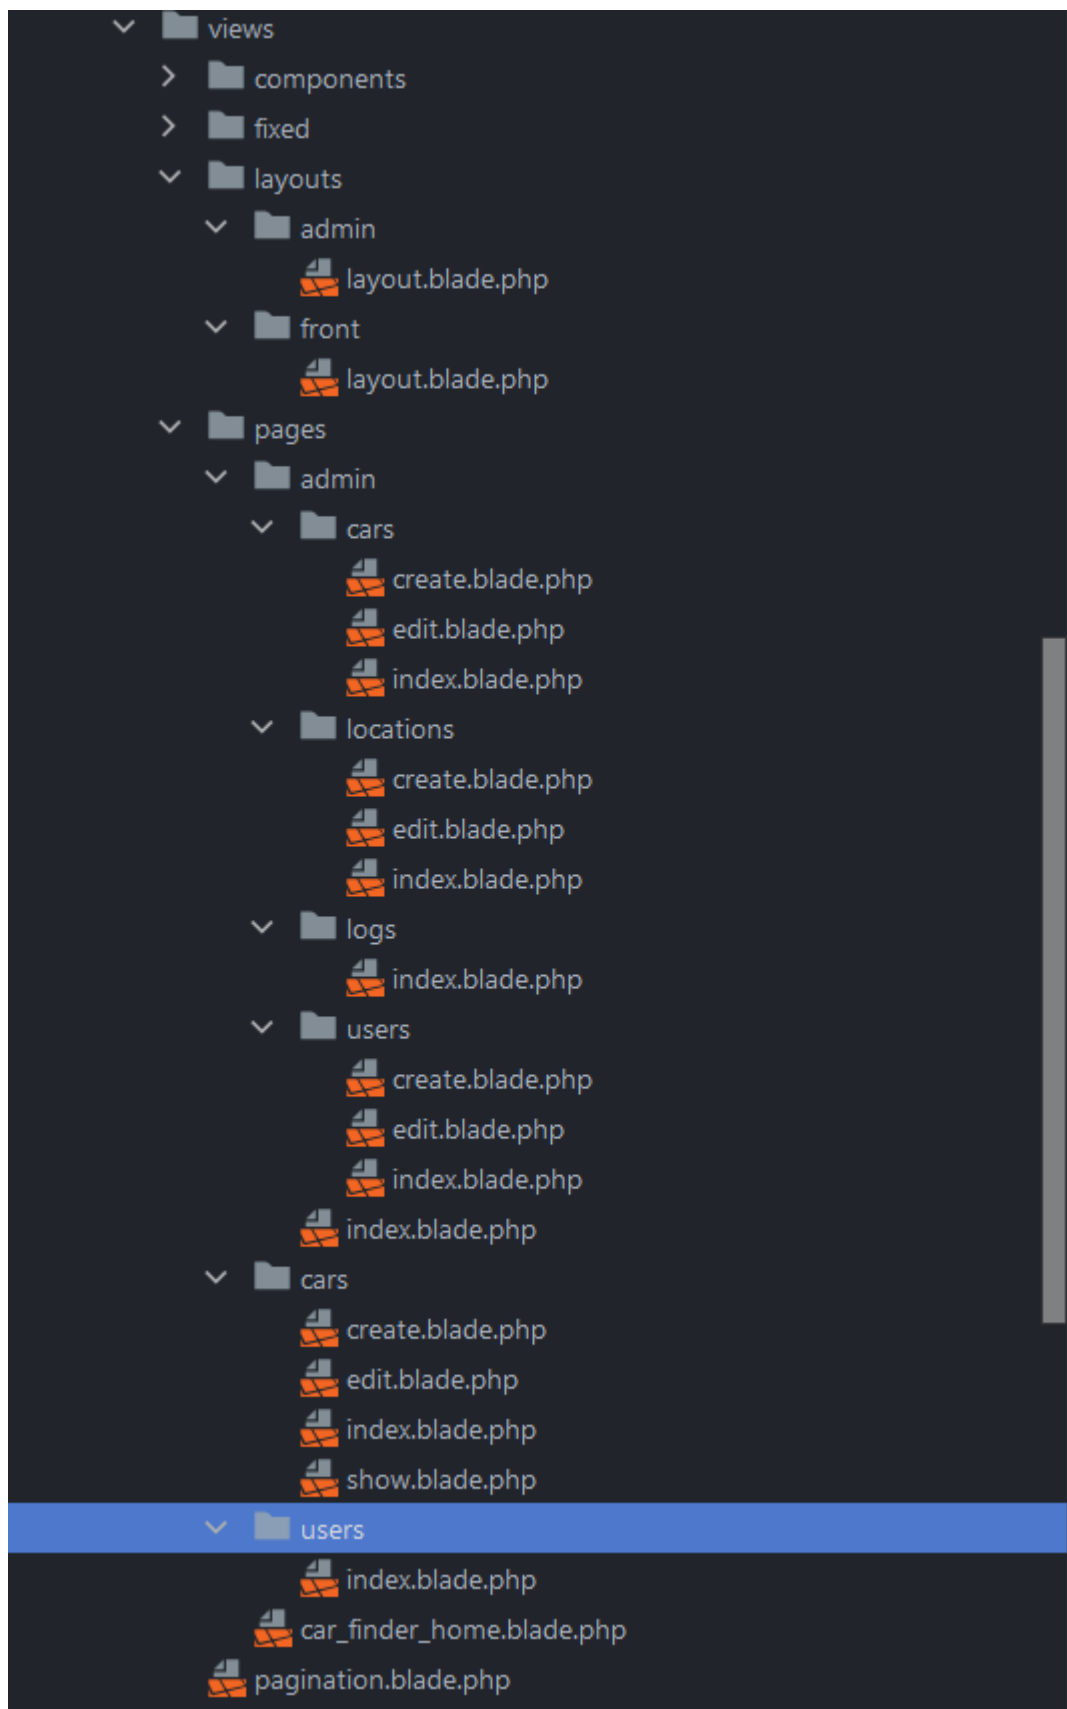 views
components
fixed
layouts
admin
layout.blade.php
front
layout.blade.php
pages
admin
cars
create.blade.php
edit.blade.php
index.blade.php
locations
create.blade.php
edit.blade.php
index.blade.php
logs
index.blade.php
users
create.blade.php
edit.blade.php
index.blade.php
index.blade.php
cars
create.blade.php
edit.blade.php
index.blade.php
show.blade.php
users
index.blade.php
car_finder_home.blade.php
pagination.blade.php